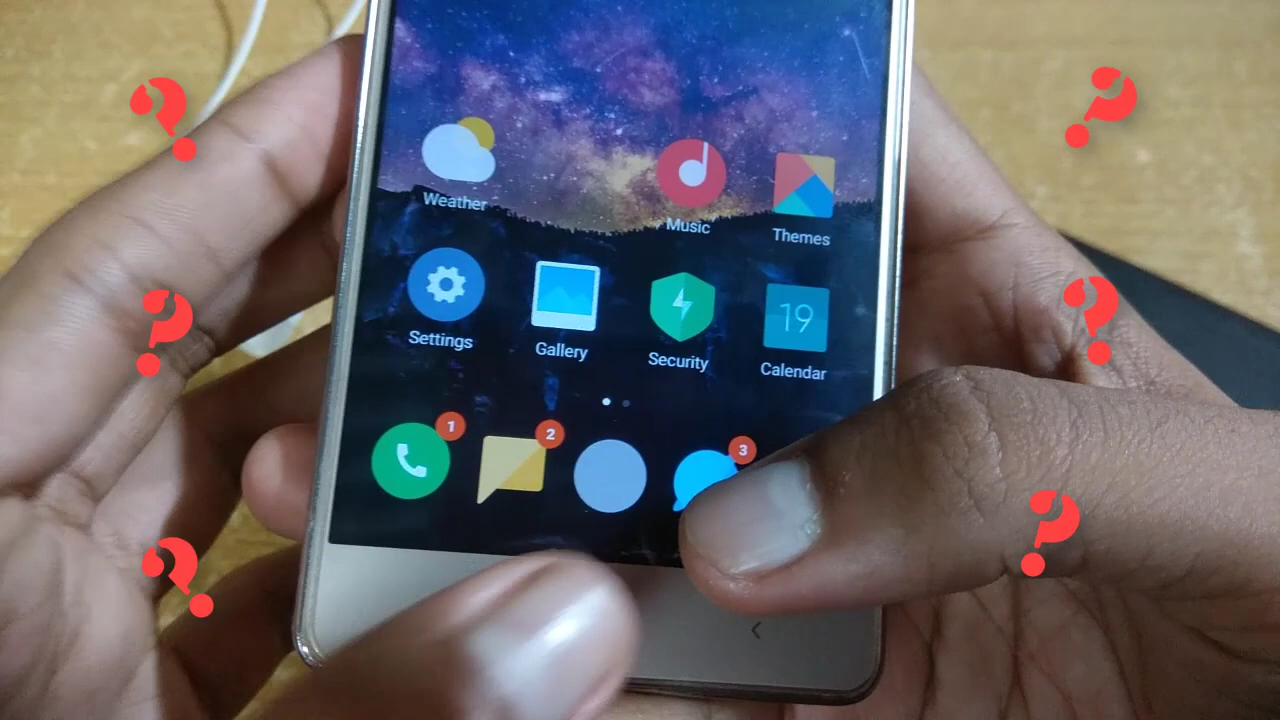 Weather
Music
Themes
Settings
Gallery
Security
19
Calendar
1
2
3
?
?
?
?
?
?